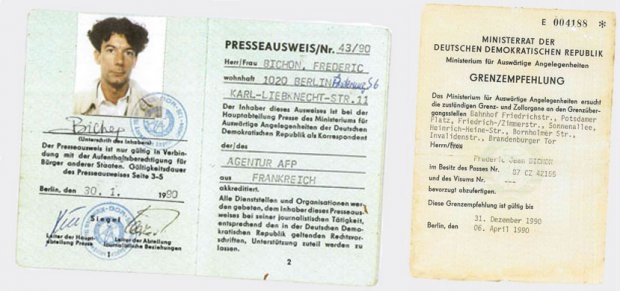 Bichon
(Unterschrift des Inhabers)
Der Presseausweis ist nur gültig in Verbin-
dung mit der Aufenthaltsberechtigung für
Bürger anderer Staaten. Gültigkeitsdauer
des Presseausweises Seite 3–5
Berlin, den 30. 1. 1990
Siegel
Leiter der Haupt-
abteilung Presse
Leiter der Abteilung
Journalistische Beziehungen
1
PRESSEAUSWEIS/Nr. 43/90
Herr/Frau BICHON, FREDERIC
wohnhaft 1020 BERLIN
KARL-LIEBKNECHT-STR.11
Der Inhaber dieses Ausweises ist bei der
Hauptabteilung Presse des Ministeriums für
Auswärtige Angelegenheiten der Deutschen
Demokratischen Republik als Korrespondent
der
AGENTUR AFP
aus FRANKREICH
akkreditiert.
Alle Dienststellen und Organisationen wer-
den gebeten, dem Inhaber dieses Presseaus-
weises bei seiner journalistischen Tätigkeit,
entsprechend den in der Deutschen Demo-
kratischen Republik geltenden Rechtsvor-
schriften, Unterstützung zuteil werden zu
lassen.
2
E 004188 *
MINISTERRAT DER
DEUTSCHEN DEMOKRATISCHEN REPUBLIK
Ministerium für Auswärtige Angelegenheiten
GRENZEMPFEHLUNG
Das Ministerium für Auswärtige Angelegenheiten ersucht
die zuständigen Grenz- und Zollorgane an den Grenzüber-
gangsstellen Bahnhof Friedrichstr., Potsdamer
Platz, Friedrich-/Zimmerstr., Sonnenallee,
Heinrich-Heine-Str., Bornholmer Str.
Invalidenstr., Brandenburger Tor
Herrn/Frau
Frederic Jean BICHON
im Besitz des Passes Nr. 87 CZ 42155
und des Visums Nr. ---
bevorzugt abzufertigen.
Diese Grenzempfehlung ist gültig bis
31. Dezember 1990
Berlin, den 06. April 1990